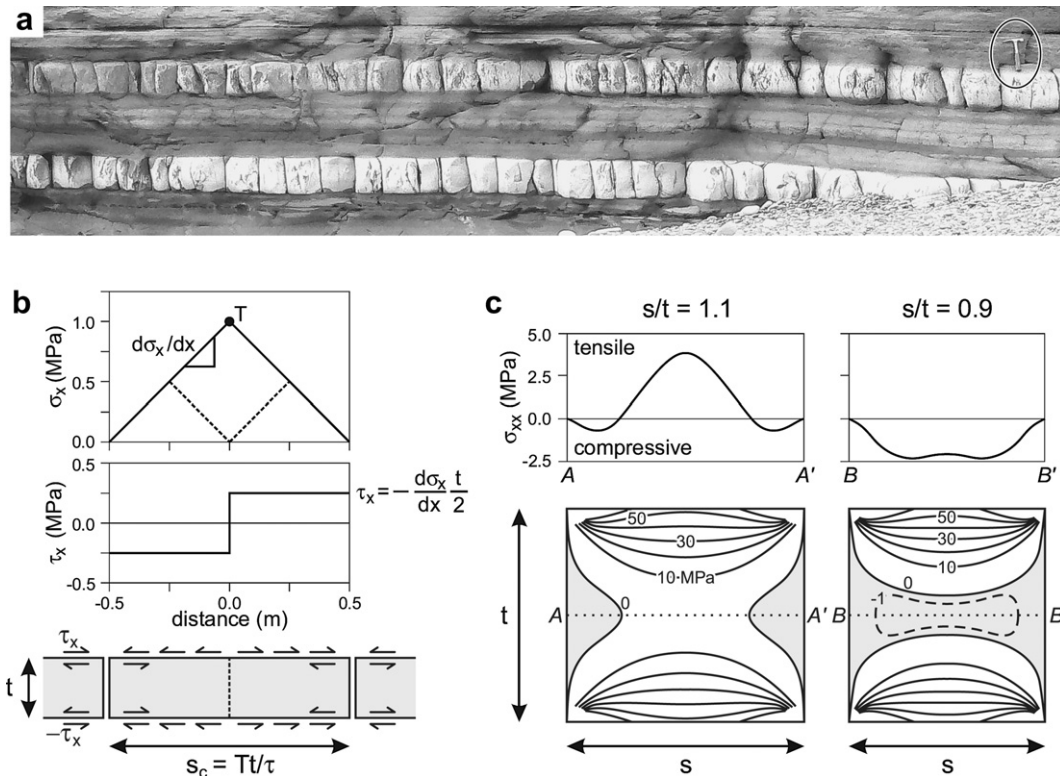 a
b
T
dσx/dx
σx (MPa)
1.0
0.5
0.0
τx (MPa)
0.5
0.0
-0.5
τx = - dσx/dx t/2
-0.5
0.0
0.5
distance (m)
τx
t
-τx
sc = Tt/τ
c
s/t = 1.1
s/t = 0.9
σxx (MPa)
5.0
2.5
0.0
-2.5
tensile
compressive
A
A'
B
B'
50
30
10·MPa
0
t
A
A'
s
50
30
10
0
-1
B
B
s